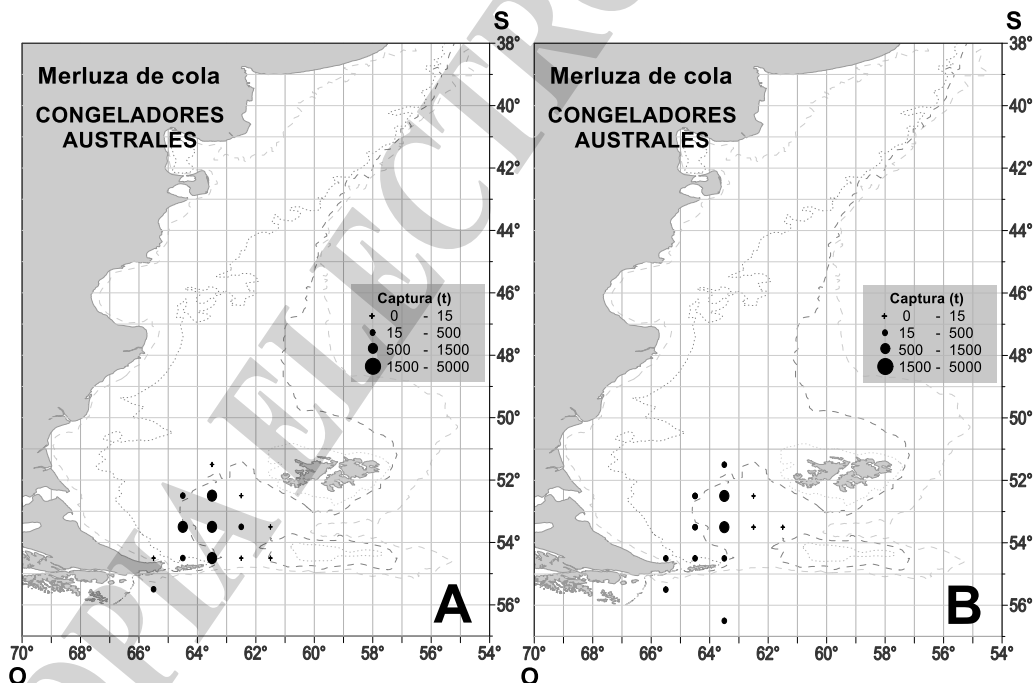 S
S
38°
38°
Merluza de cola
Merluza de cola
CONGELADORES
AUSTRALES
CONGELADORES
AUSTRALES
40°
40°
42°
42°
44°
44°
46°
46°
Captura (t)
0 - 15
15 - 500
500 - 1500
1500 - 5000
Captura (t)
0 - 15
15 - 500
500 - 1500
1500 - 5000
48°
48°
50°
50°
52°
52°
54°
54°
56°
56°
A
B
70° 68° 66° 64° 62° 60° 58° 56° 54°
70° 68° 66° 64° 62° 60° 58° 56° 54°
O
O
OPIA ELECTRO